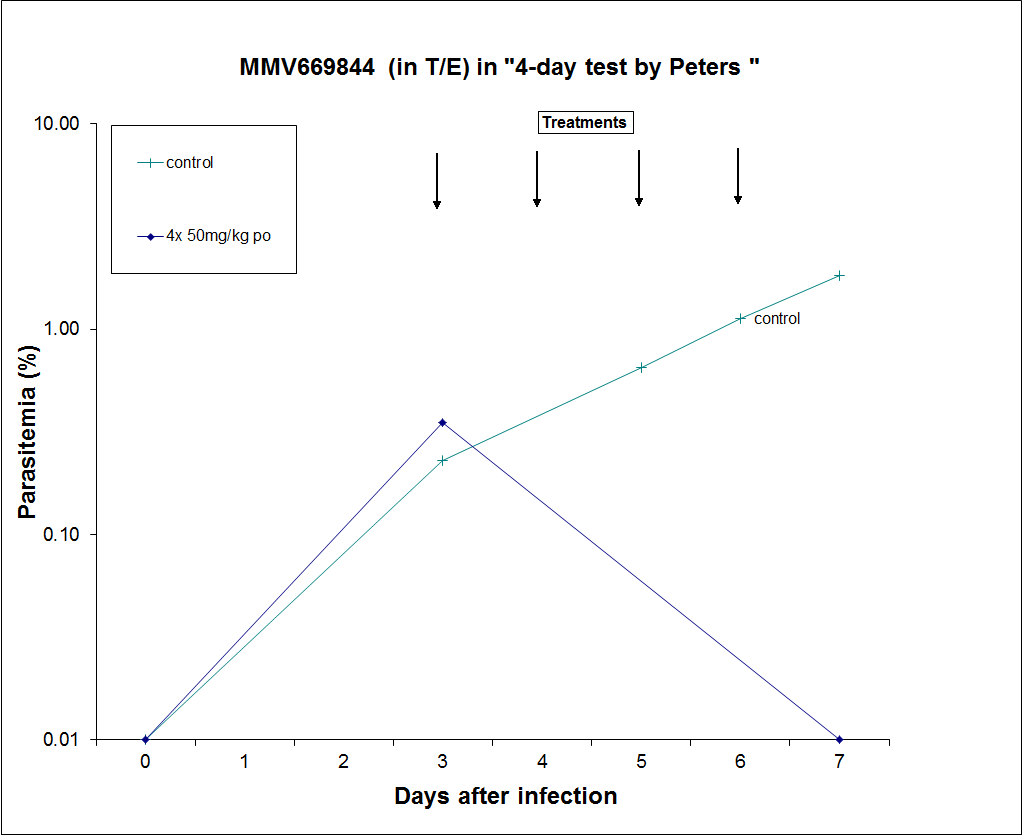 MMV669844  (in T/E) in "4-day test by Peters "
Treatments
control
4x 50mg/kg po
10.00
1.00
0.10
0.01
Parasitemia (%)
control
0 1 2 3 4 5 6 7
Days after infection